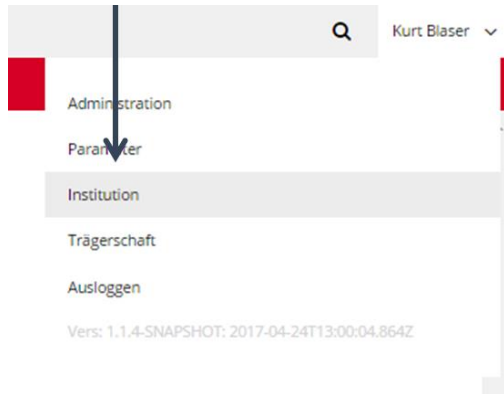 Kurt Blaser
Administration
Parameter
Institution
Trägerschaft
Ausloggen
Vers: 1.1.4-SNAPSHOT: 2017-04-24T13:00:04.864Z